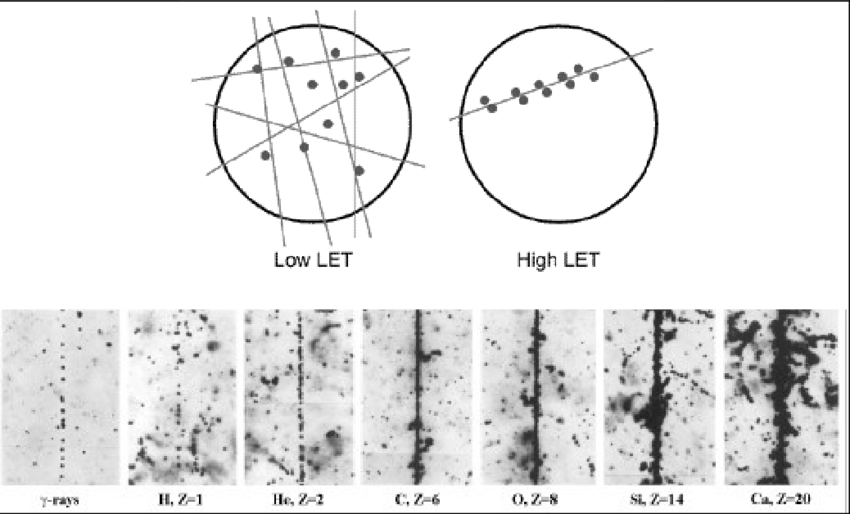 Low LET
High LET
γ-rays
H, Z=1
He, Z=2
C, Z=6
O, Z=8
Si, Z=14
Ca, Z=20